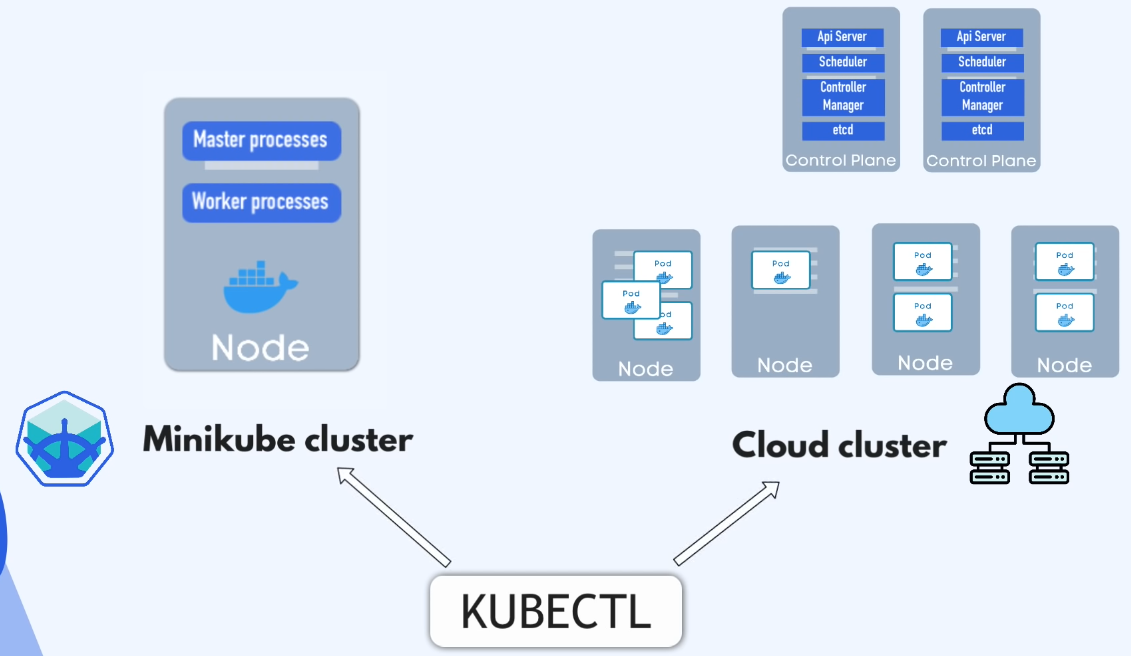 Master processes
Worker processes
Node
Minikube cluster
Api Server
Scheduler
Controller
Manager
etcd
Control Plane
Api Server
Scheduler
Controller
Manager
etcd
Control Plane
Pod
Pod
od
Node
Pod
Node
Pod
Pod
Node
Pod
Pod
Node
Cloud cluster
KUBECTL